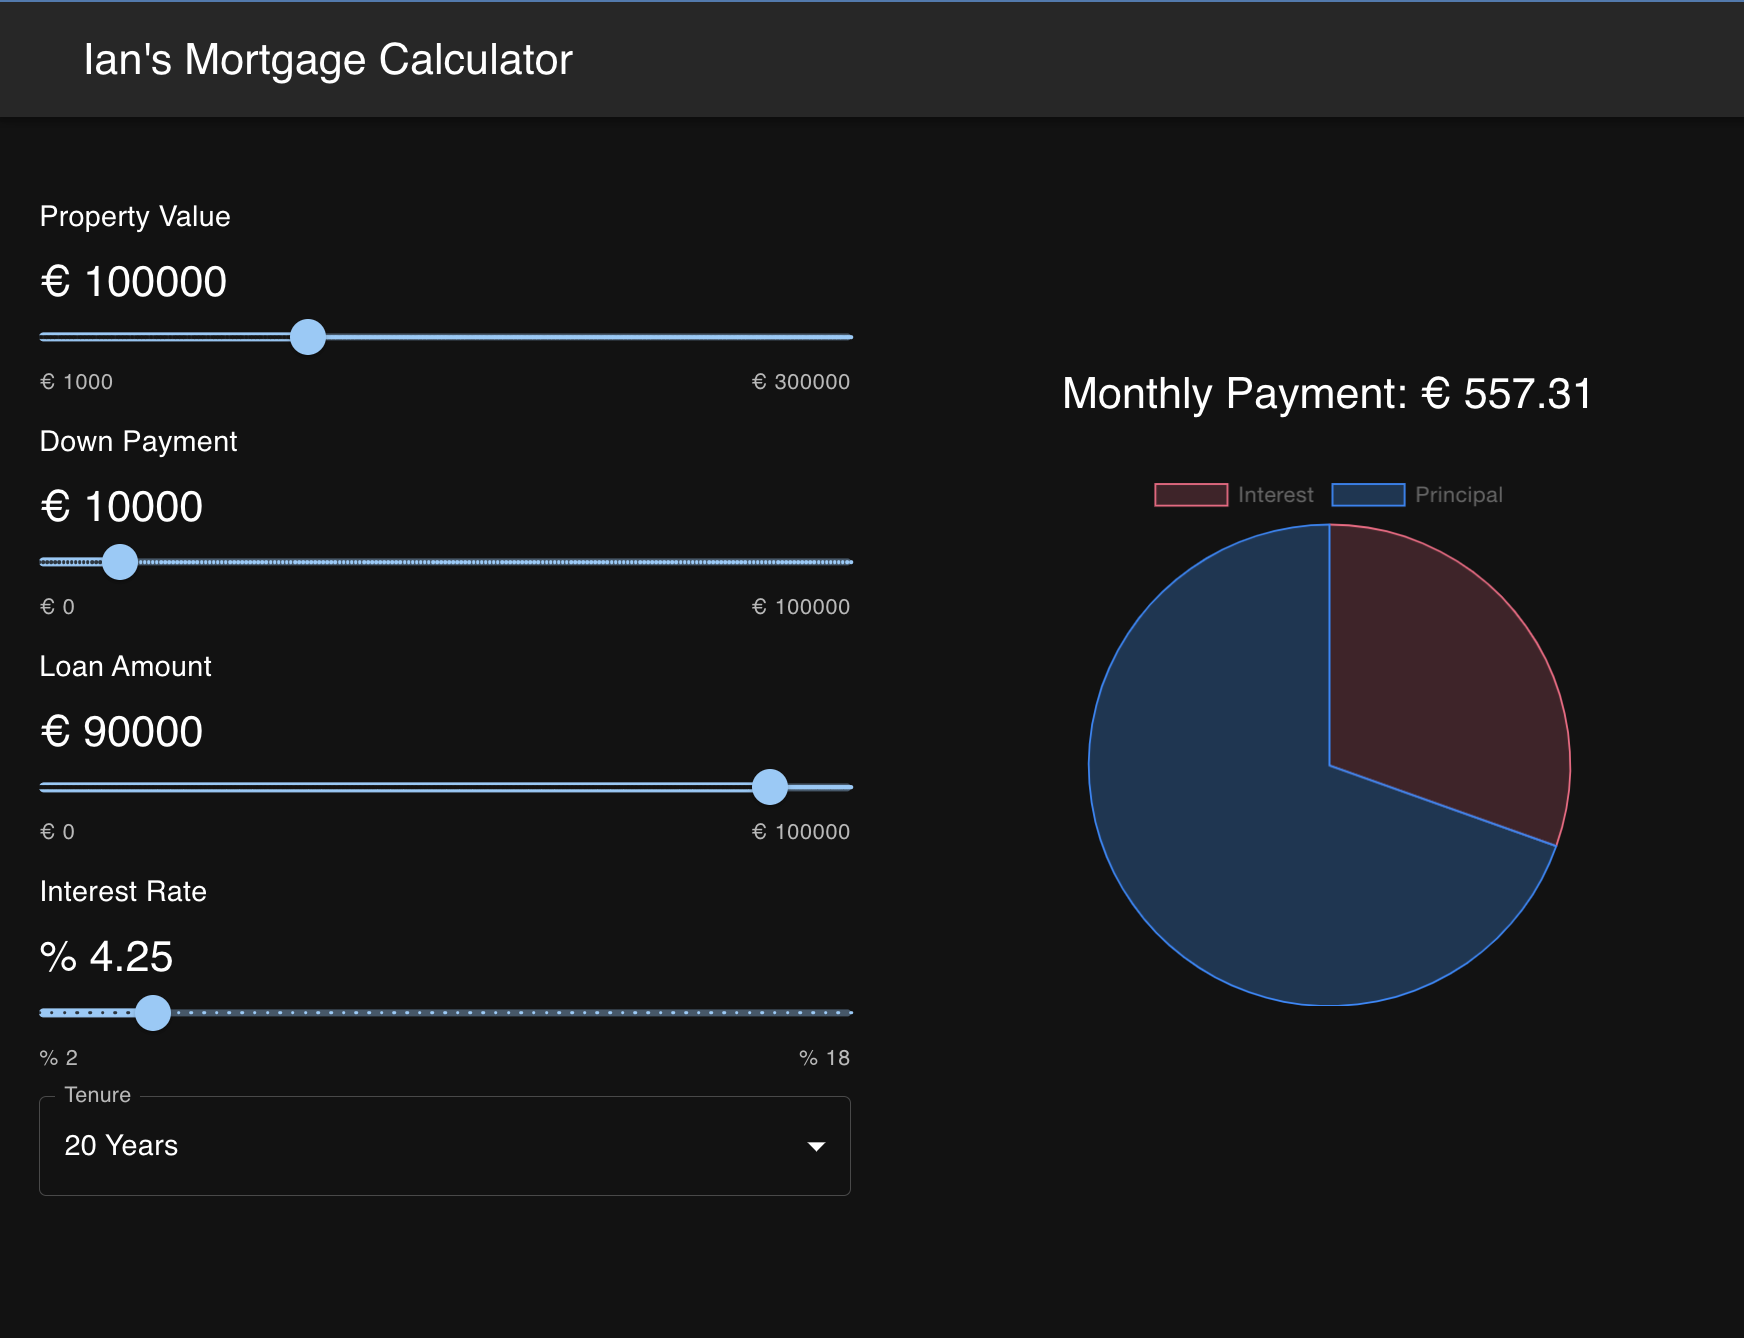 Ian's Mortgage Calculator
Property Value
€ 100000
€ 1000
€ 300000
Down Payment
€ 10000
€ 0
€ 100000
Loan Amount
€ 90000
€ 0
€ 100000
Interest Rate
% 4.25
% 2
% 18
Tenure
20 Years
Monthly Payment: € 557.31
Interest
Principal